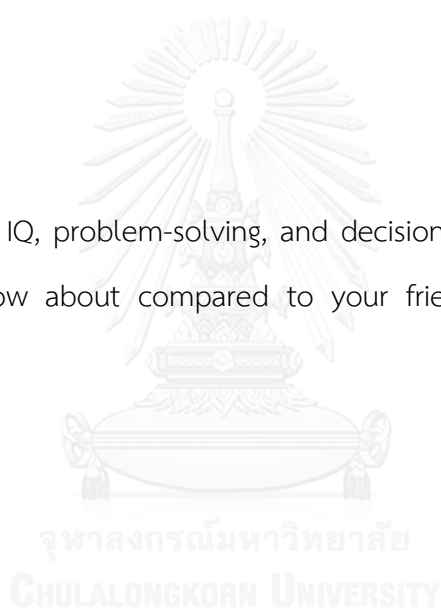 IQ, problem-solving, and decision
ow about compared to your frie
จุฬาลงกรณ์มหาวิทยาลัย
CHULALONGKORN UNIVERSITY